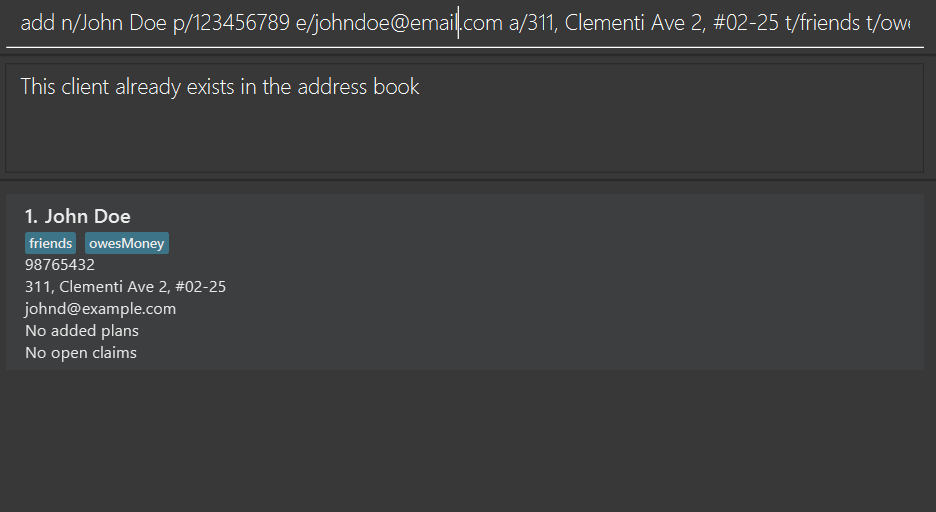 add n/John Doe p/123456789 e/johndoe@email.com a/311, Clementi Ave 2, #02-25 t/friends t/owe
This client already exists in the address book
1. John Doe
friends owesMoney
98765432
311, Clementi Ave 2, #02-25
johnd@example.com
No added plans
No open claims